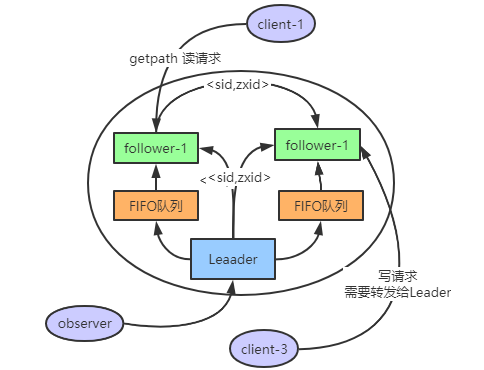 client-1
getpath 读请求
<sid,zxid>
follower-1
follower-1
<<sid,zxid>
FIFO队列
FIFO队列
Leaader
写请求
需要转发给Leader
observer
client-3